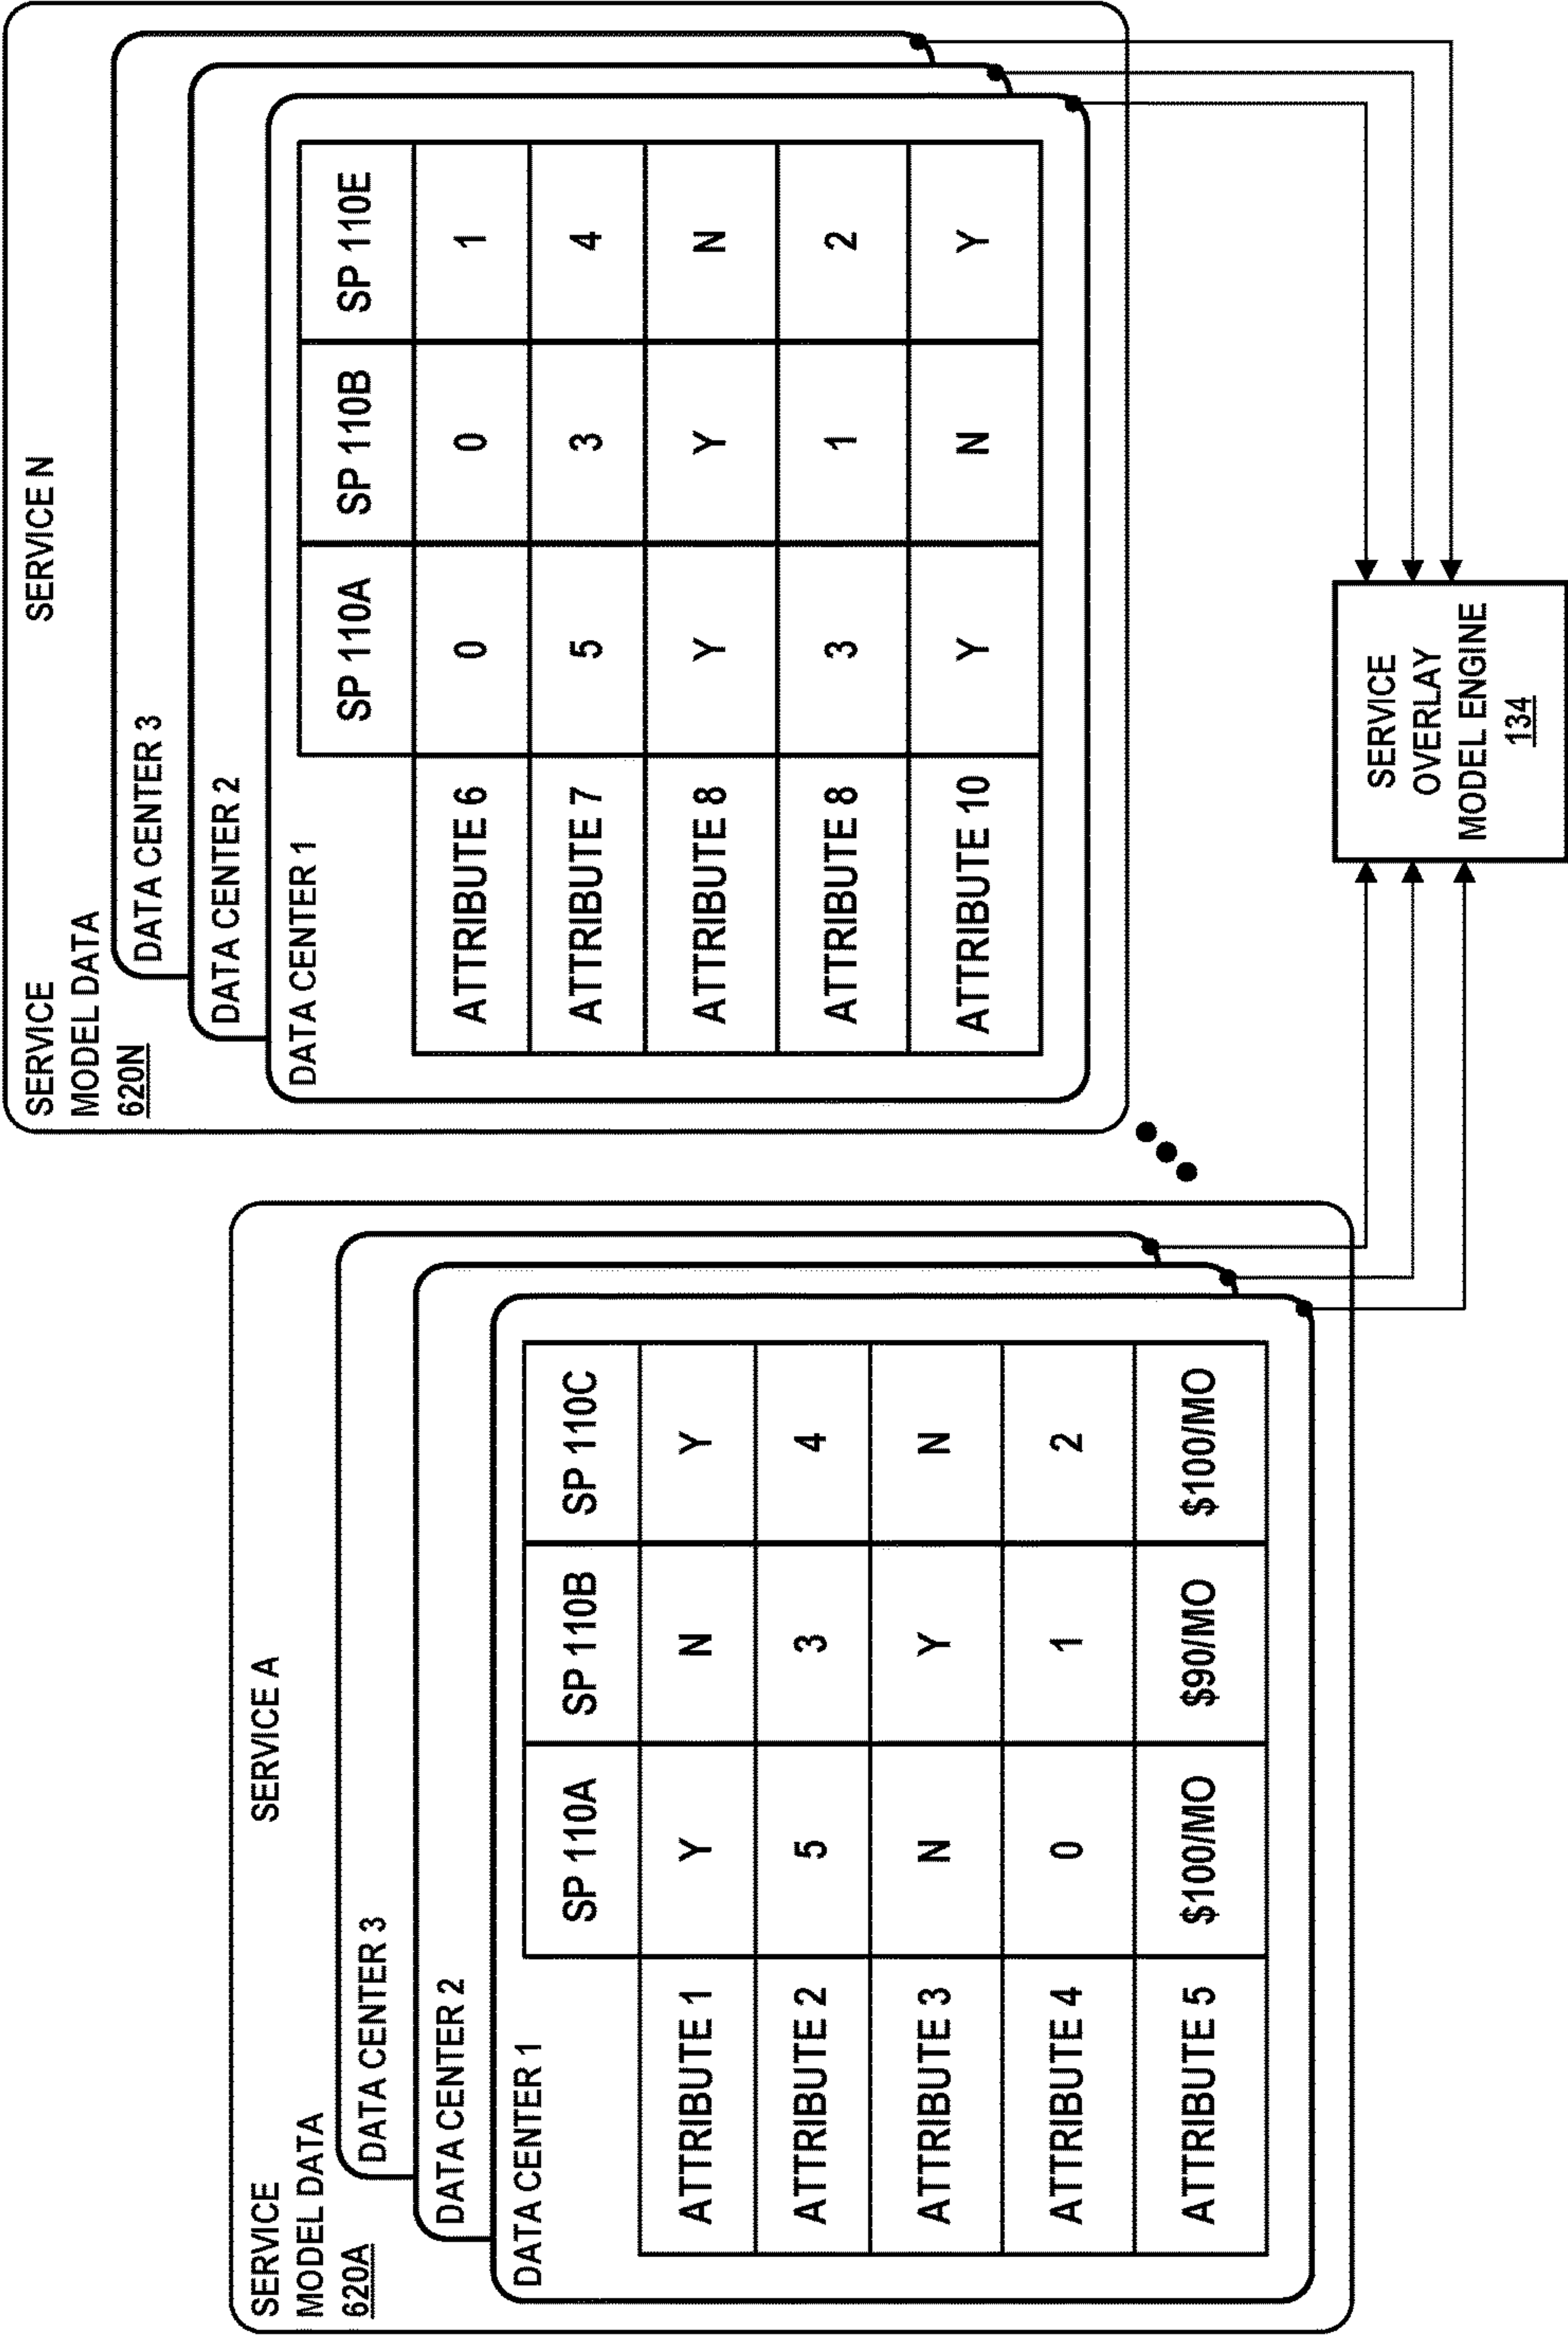 SERVICE
MODEL DATA
620A
SERVICE A
DATA CENTER 3
DATA CENTER 2
DATA CENTER 1
SP 110A SP 110B SP 110C
ATTRIBUTE 1 Y N Y
ATTRIBUTE 2 5 3 4
ATTRIBUTE 3 N Y N
ATTRIBUTE 4 0 1 2
ATTRIBUTE 5 $100/MO $90/MO $100/MO
SERVICE
MODEL DATA
620N
SERVICE N
DATA CENTER 3
DATA CENTER 2
DATA CENTER 1
SP 110A SP 110B SP 110E
ATTRIBUTE 6 0 0 1
ATTRIBUTE 7 5 3 4
ATTRIBUTE 8 Y Y N
ATTRIBUTE 8 3 1 2
ATTRIBUTE 10 Y N Y
SERVICE
OVERLAY
MODEL ENGINE
134